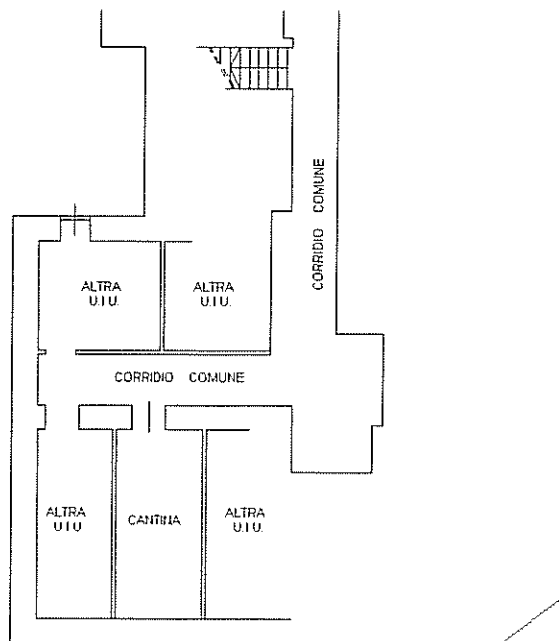 CORRIDIO COMUNE
ALTRA
U.I.U.
ALTRA
U.I.U.
CORRIDIO COMUNE
ALTRA
U.I.U
CANTINA
ALTRA
U.I.U.